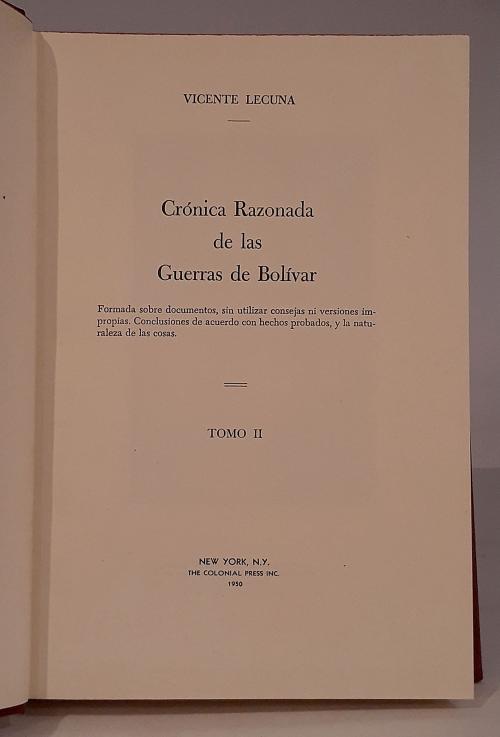 VICENTE LECUNA
Crónica Razonada
de las
Guerras de Bolívar
Formada sobre documentos, sin utilizar consejas ni versiones im-
propias. Conclusiones de acuerdo con hechos probados, y la natu-
raleza de las cosas.
TOMO II
NEW YORK, N.Y.
THE COLONIAL PRESS INC.
1950